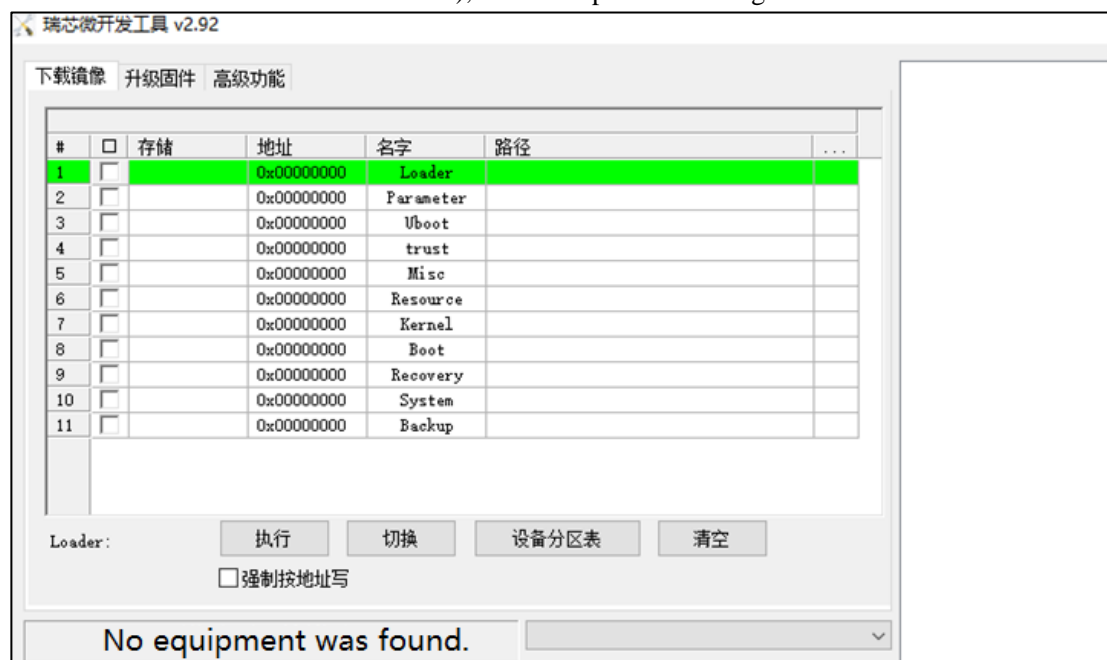 ), 
瑞芯微开发工具 v2.92
下载镜像 升级固件 高级功能
# 存储 地址 名字 路径 ...
1 0x00000000 Loader
2 0x00000000 Parameter
3 0x00000000 Uboot
4 0x00000000 trust
5 0x00000000 Misc
6 0x00000000 Resource
7 0x00000000 Kernel
8 0x00000000 Boot
9 0x00000000 Recovery
10 0x00000000 System
11 0x00000000 Backup
Loader: 执行 切换 设备分区表 清空
强制按地址写
No equipment was found.